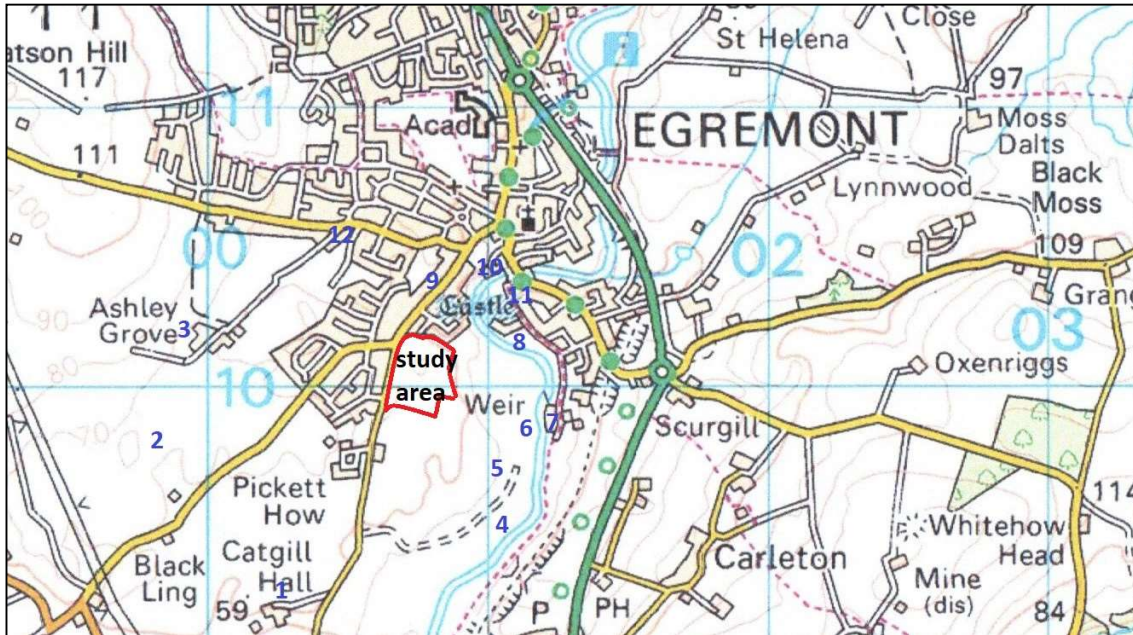 atson Hill
117
St Helena
Close
11
Acad
EGREMONT
97
Moss
Dalts
111
Lynnwood
Black
Moss
100
12
00
02
109
10
9
Castle
11
Grang
Ashley
Grove
3
90
8
03
80
study
area
Oxenriggs
10
Weir
6
7
Scurgill
2
70
5
Pickett
How
114
4
Whitehow
Head
Black
Ling
Catgill
Hall
1
Carleton
Mine
(dis)
59
P
PH
84